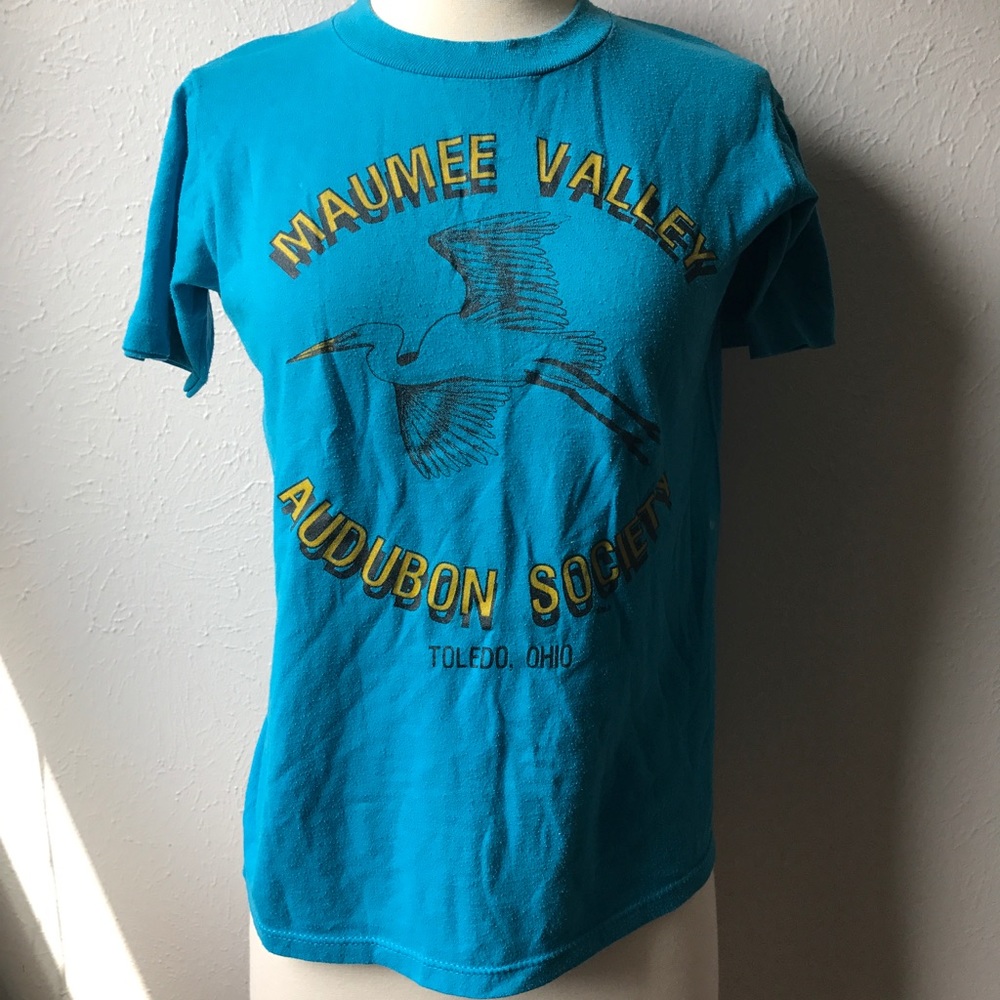 MAUMEE VALLEY
AUDUBON SOCIETY
TOLEDO, OHIO